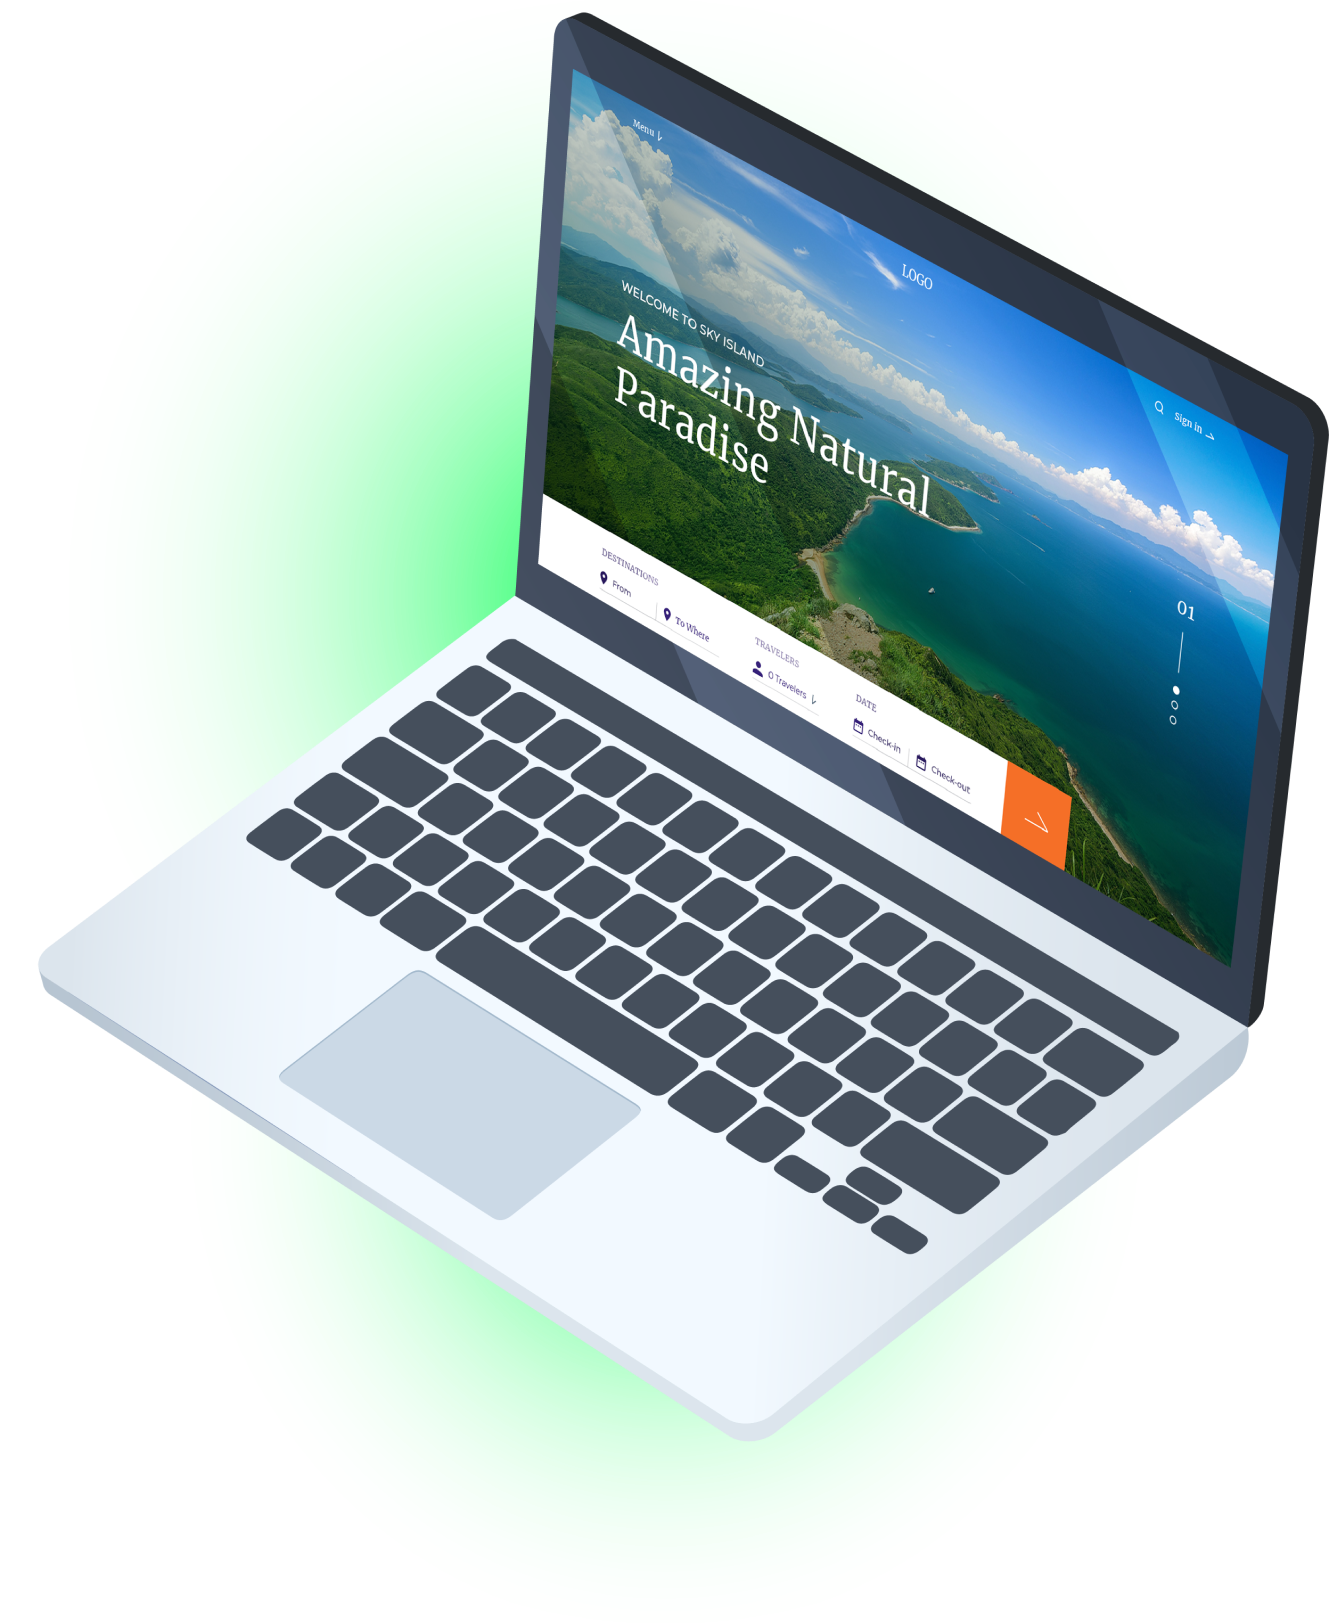 Menu
LOGO
Sign in
WELCOME TO SKY ISLAND
Amazing Natural
Paradise
01
DESTINATIONS
From
To Where
TRAVELERS
0 Travelers
DATE
Check-in
Check-out